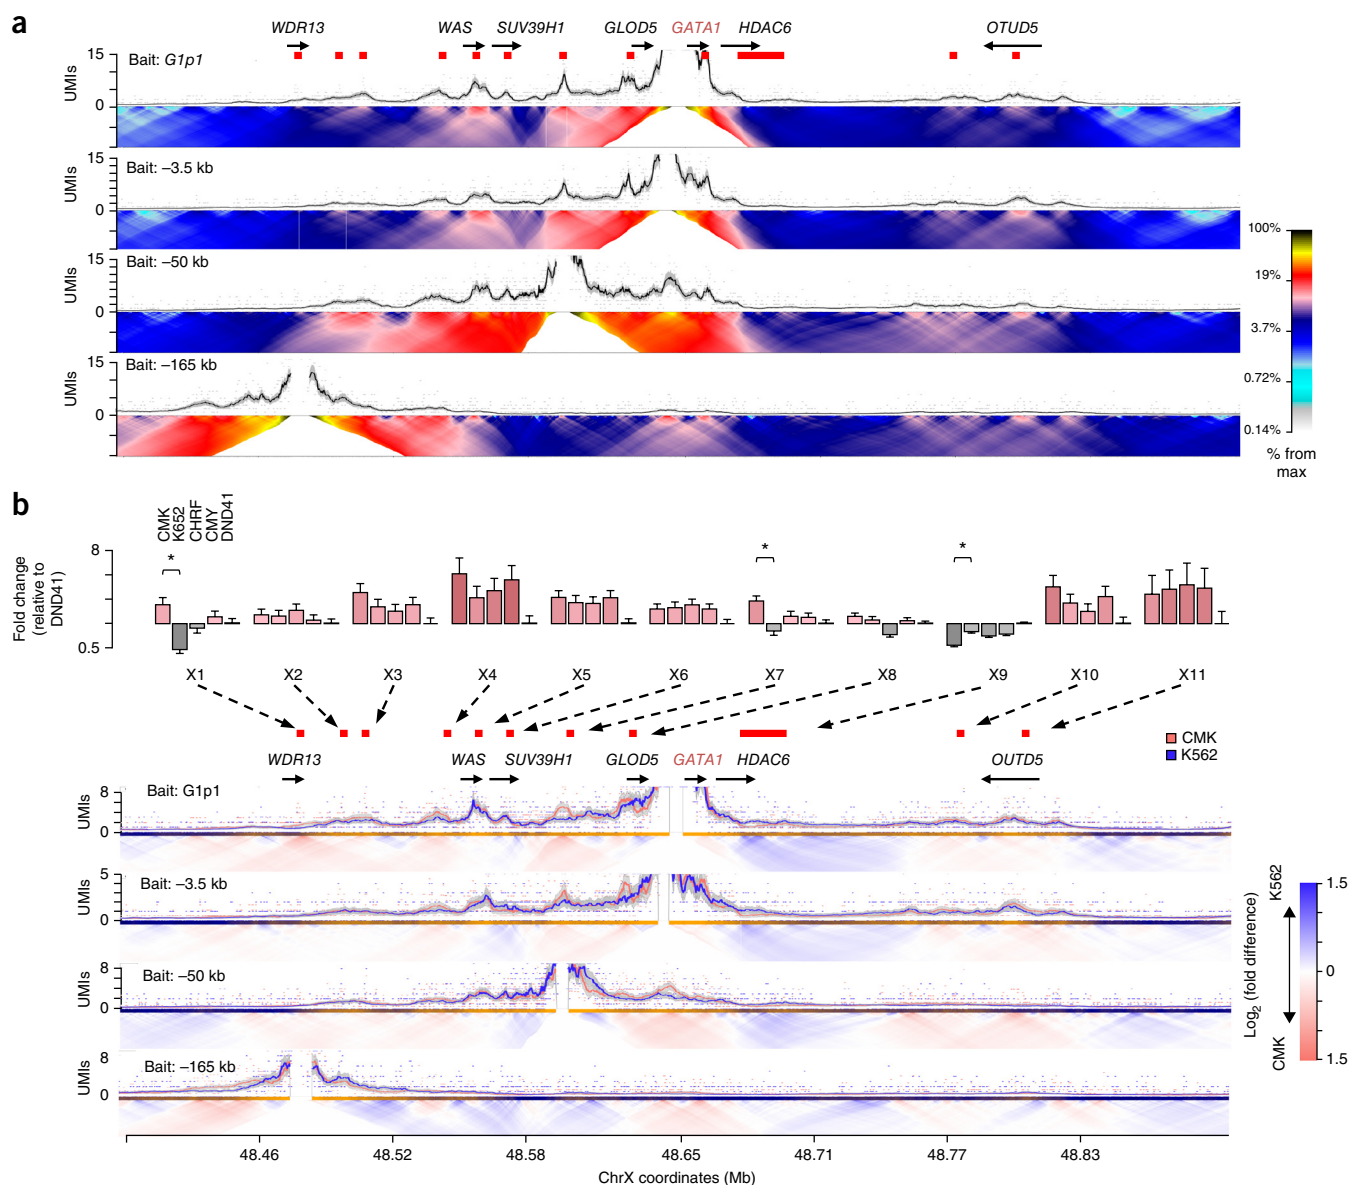 a
WDR13 WAS SUV39H1 GLOD5 GATA1 HDAC6 OTUD5
15
UMIs
0
Bait: G1p1
15
UMIs
0
Bait: –3.5 kb
15
UMIs
0
Bait: –50 kb
15
UMIs
0
Bait: –165 kb
100%
19%
3.7%
0.72%
0.14%
% from
max
b
CMK
K652
CHRF
CMY
DND41
Fold change
(relative to
DND41)
8
0.5
* * *
X1 X2 X3 X4 X5 X6 X7 X8 X9 X10 X11
CMK
K562
WDR13 WAS SUV39H1 GLOD5 GATA1 HDAC6 OUTD5
8
UMIs
0
Bait: G1p1
5
UMIs
0
Bait: –3.5 kb
8
UMIs
0
Bait: –50 kb
8
UMIs
0
Bait: -165 kb
K562
CMK
Log2 (fold difference)
1.5
0
1.5
48.46 48.52 48.58 48.65 48.71 48.77 48.83
ChrX coordinates (Mb)